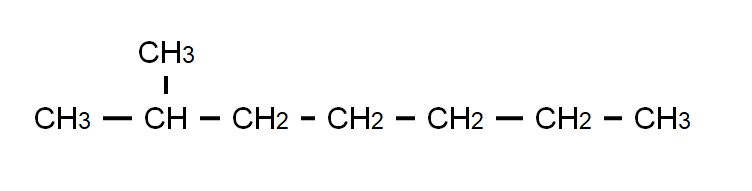 CH3
CH3 — CH — CH2 — CH2 — CH2 — CH2 — CH3